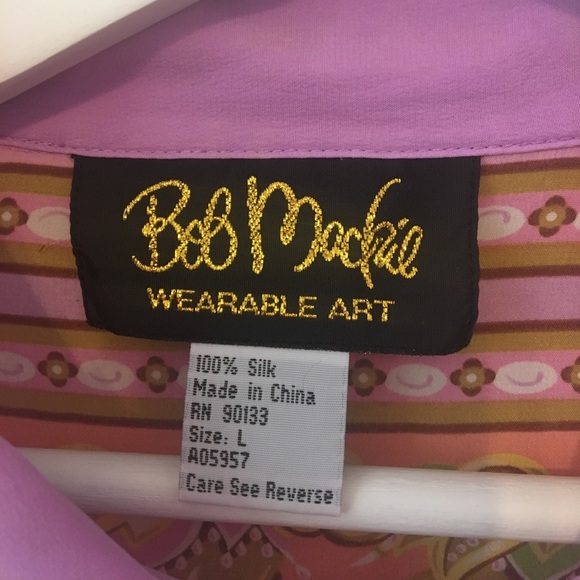 Bob Mackie
WEARABLE ART
100% Silk
Made in China
RN 90133
Size: L
A05957
Care See Reverse